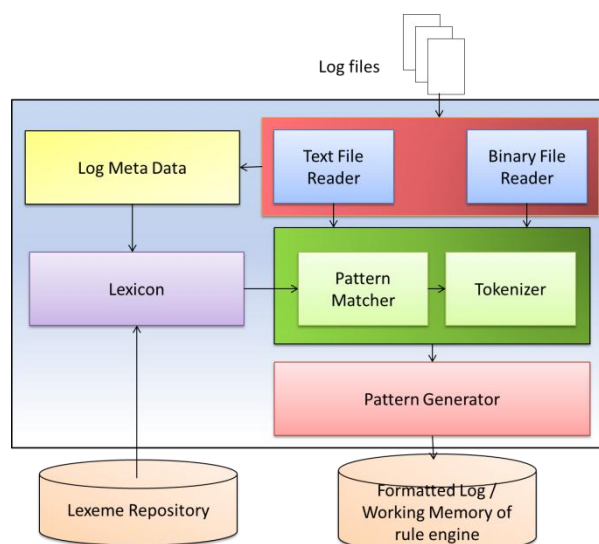 Log files
Log Meta Data
Text File
Reader
Binary File
Reader
Lexicon
Pattern
Matcher
Tokenizer
Pattern Generator
Lexeme Repository
Formatted Log /
Working Memory of
rule engine